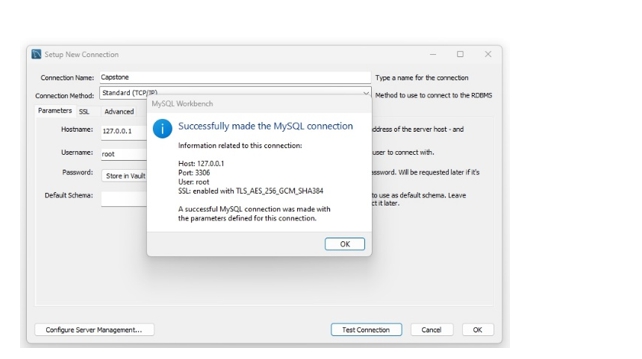 Setup New Connection
Connection Name: Capstone Type a name for the connection
Connection Method: Standard (TCP/IP) Method to use to connect to the RDBMS
Parameters SSL Advanced
MySQL Workbench
Successfully made the MySQL connection
Hostname: 127.0.0.1 address of the server host - and
Information related to this connection:
Username: root user to connect with.
Host: 127.0.0.1
Port: 3306
Password: Store in Vault password. Will be requested later if it's
User: root
SSL: enabled with TLS_AES_256_GCM_SHA384
Default Schema: to use as default schema. Leave
it later.
A successful MySQL connection was made with
the parameters defined for this connection.
OK
Configure Server Management... Test Connection Cancel OK